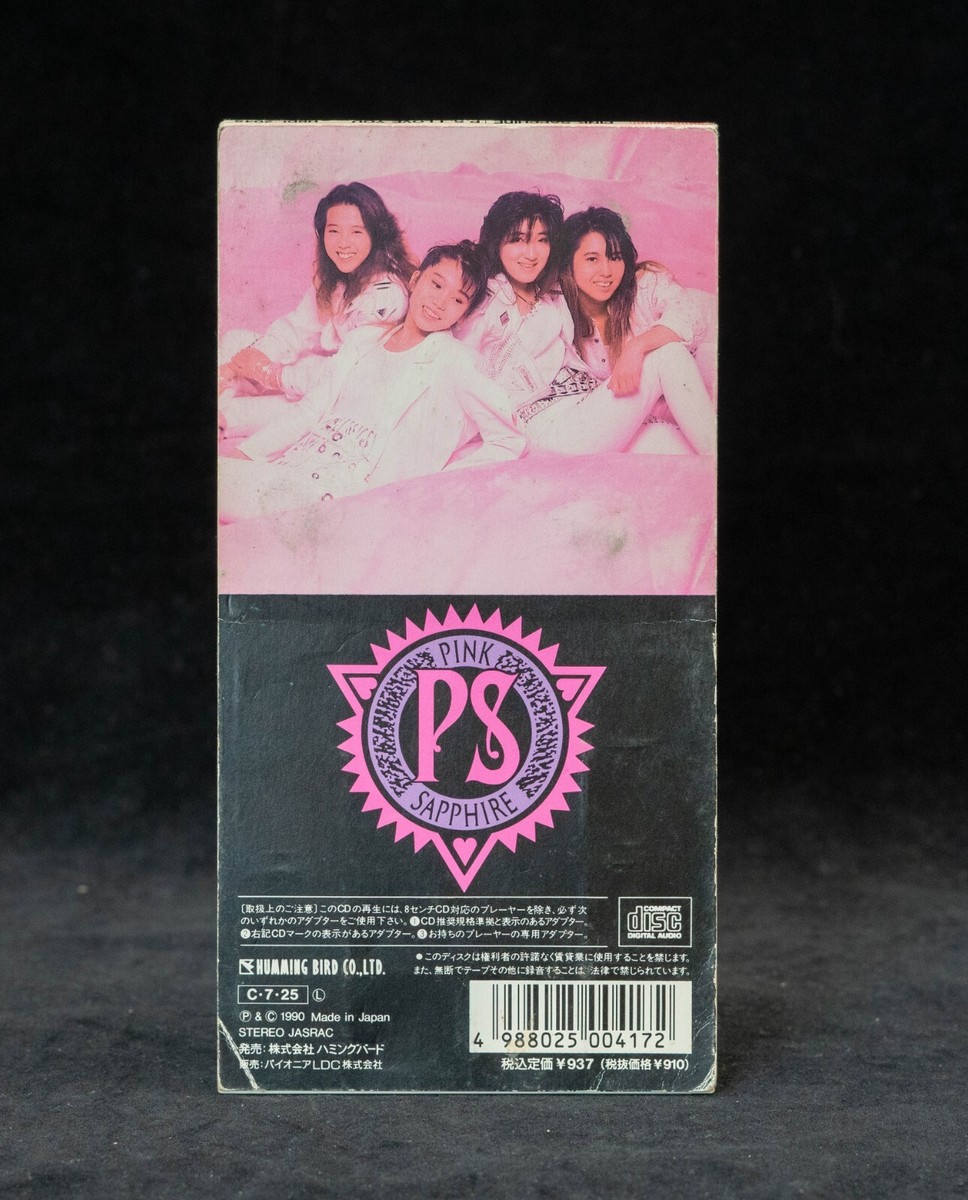 PINK
PS
SAPPHIRE
〔取扱上のご注意〕このCDの再生には、8センチCD対応のプレーヤーを除き、必ず次
のいずれかのアダプターをご使用下さい。❶CD推奨規格準拠と表示のあるアダプター。
❷右記CDマークの表示があるアダプター。❸お持ちのプレーヤーの専用アダプター。
COMPACT
disc
DIGITAL AUDIO
HUMMING BIRD CO.,LTD.
●このディスクは権利者の許諾なく賃貸業に使用することを禁じます。
また、無断でテープその他に録音することは、法律で禁じられています。
C・7・25 Ⓛ
Ⓟ & Ⓒ 1990 Made in Japan
STEREO JASRAC
発売：株式会社 ハミングバード
販売：パイオニアLDC株式会社
4 988025 004172
税込定価￥937（税抜価格￥910）